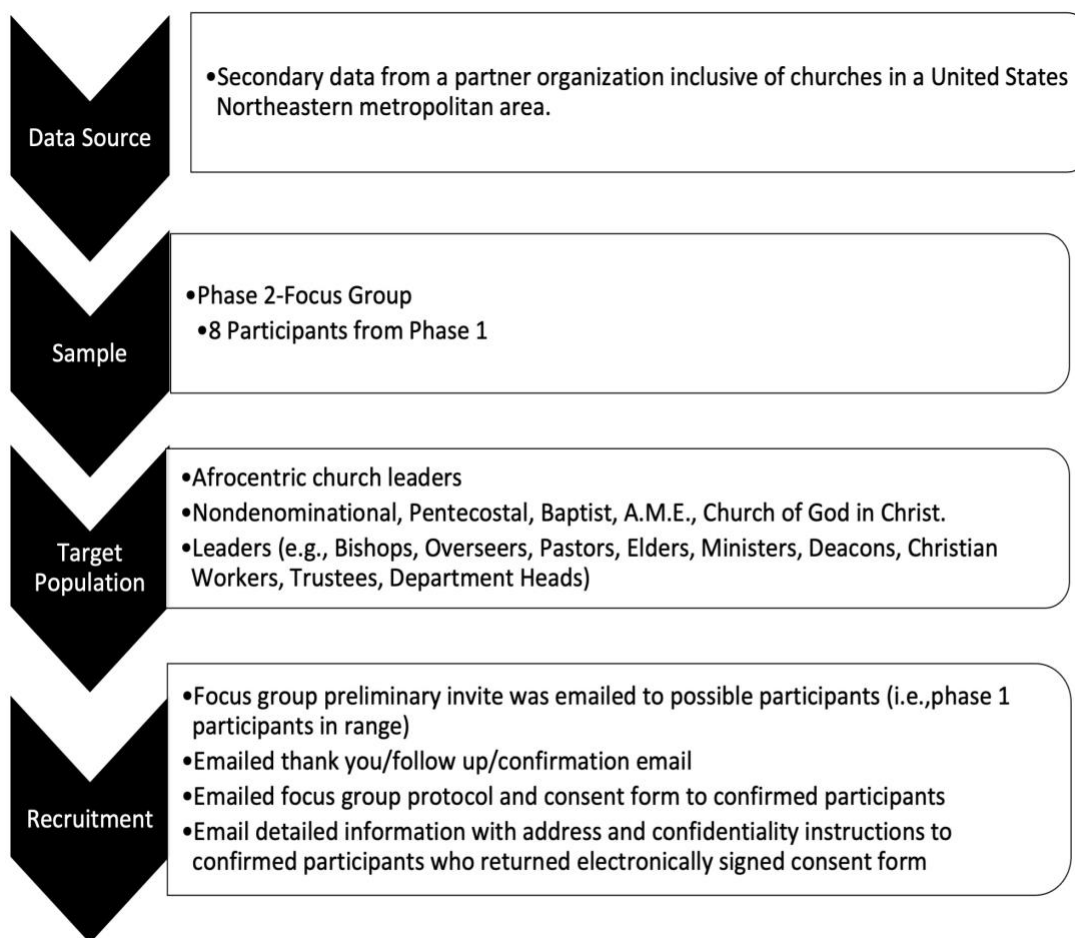 Data Source
•Secondary data from a partner organization inclusive of churches in a United States
Northeastern metropolitan area.
Sample
•Phase 2-Focus Group
•8 Participants from Phase 1
Target
Population
•Afrocentric church leaders
•Nondenominational, Pentecostal, Baptist, A.M.E., Church of God in Christ.
•Leaders (e.g., Bishops, Overseers, Pastors, Elders, Ministers, Deacons, Christian
Workers, Trustees, Department Heads)
Recruitment
•Focus group preliminary invite was emailed to possible participants (i.e.,phase 1
participants in range)
•Emailed thank you/follow up/confirmation email
•Emailed focus group protocol and consent form to confirmed participants
•Email detailed information with address and confidentiality instructions to
confirmed participants who returned electronically signed consent form